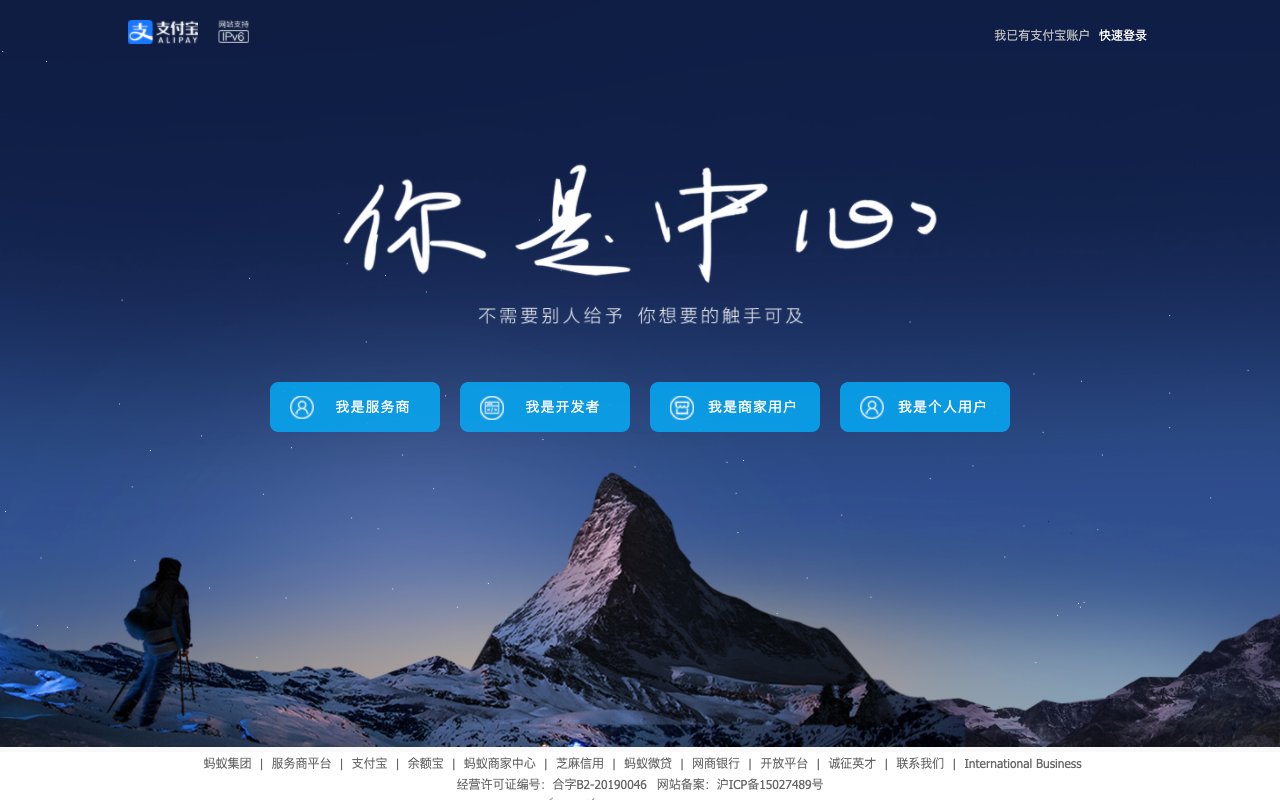 支付宝
ALIPAY
网站支持
IPv6
我已有支付宝账户 快速登录
你是中心
不需要别人给予 你想要的触手可及
我是服务商
我是开发者
我是商家用户
我是个人用户
蚂蚁集团 | 服务商平台 | 支付宝 | 余额宝 | 蚂蚁商家中心 | 芝麻信用 | 蚂蚁微贷 | 网商银行 | 开放平台 | 诚征英才 | 联系我们 | International Business
经营许可证编号：合字B2-20190046 网站备案：沪ICP备15027489号